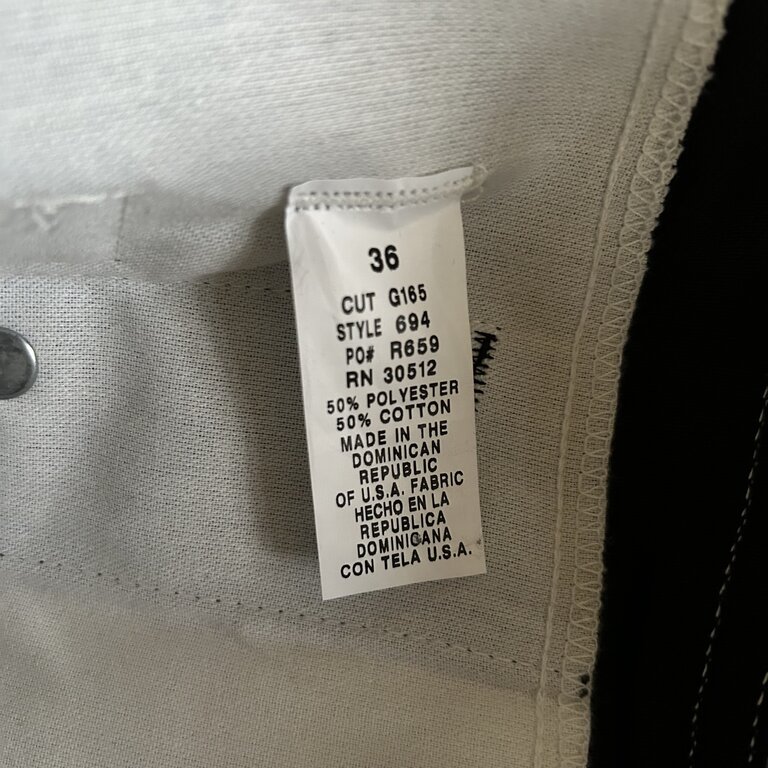 36
CUT G165
STYLE 694
PO# R659
RN 30512
50% POLYESTER
50% COTTON
MADE IN THE
DOMINICAN
REPUBLIC
OF U.S.A. FABRIC
HECHO EN LA
REPUBLICA
DOMINICANA
CON TELA U.S.A.